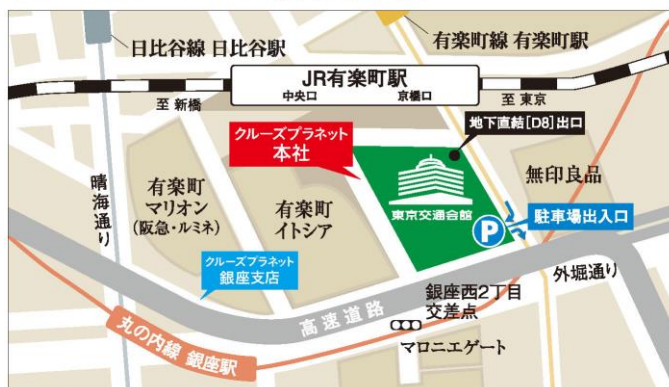 日比谷線 日比谷駅
有楽町線 有楽町駅
JR有楽町駅
中央口
京橋口
至 新橋
至 東京
地下直結[D8]出口
クルーズプラネット
本社
無印良品
晴海通り
有楽町
マリオン
(阪急・ルミネ)
有楽町
イトシア
東京交通会館
P
駐車場出入口
クルーズプラネット
銀座支店
外堀通り
銀座西2丁目
交差点
高速道路
マロニエゲート
丸の内線 銀座駅